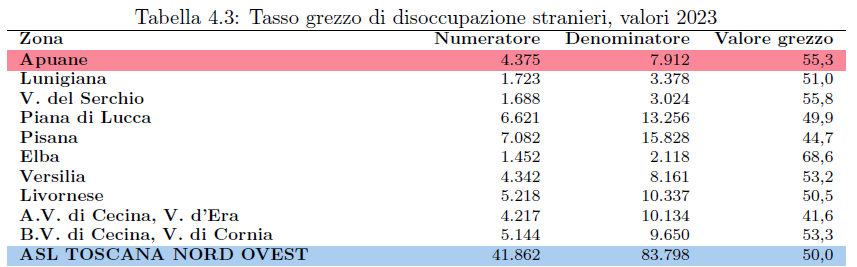 Tabella 4.3: Tasso grezzo di disoccupazione stranieri, valori 2023
Zona Numeratore Denominatore Valore grezzo
Apuane 4.375 7.912 55,3
Lunigiana 1.723 3.378 51,0
V. del Serchio 1.688 3.024 55,8
Piana di Lucca 6.621 13.256 49,9
Pisana 7.082 15.828 44,7
Elba 1.452 2.118 68,6
Versilia 4.342 8.161 53,2
Livornese 5.218 10.337 50,5
A.V. di Cecina, V. d'Era 4.217 10.134 41,6
B.V. di Cecina, V. di Cornia 5.144 9.650 53,3
ASL TOSCANA NORD OVEST 41.862 83.798 50,0